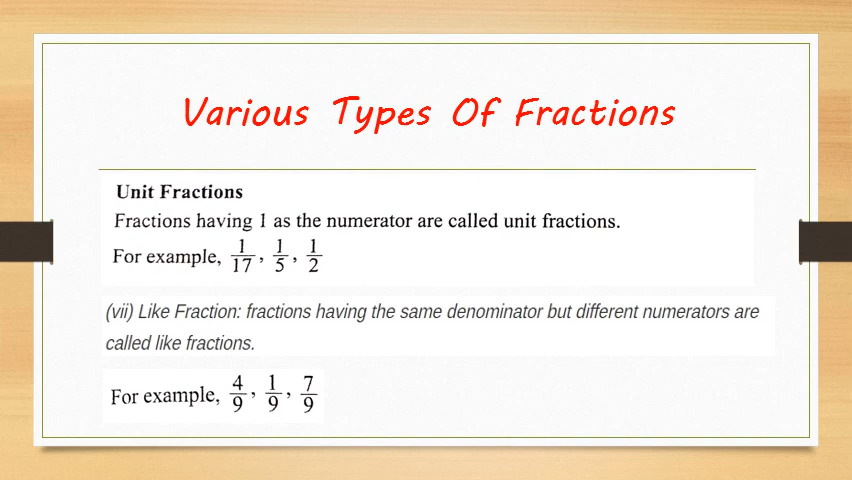 Various Types Of Fractions
Unit Fractions
Fractions having 1 as the numerator are called unit fractions.
For example, 1/17, 1/5, 1/2
(vii) Like Fraction: fractions having the same denominator but different numerators are
called like fractions.
For example, 4/9, 1/9, 7/9